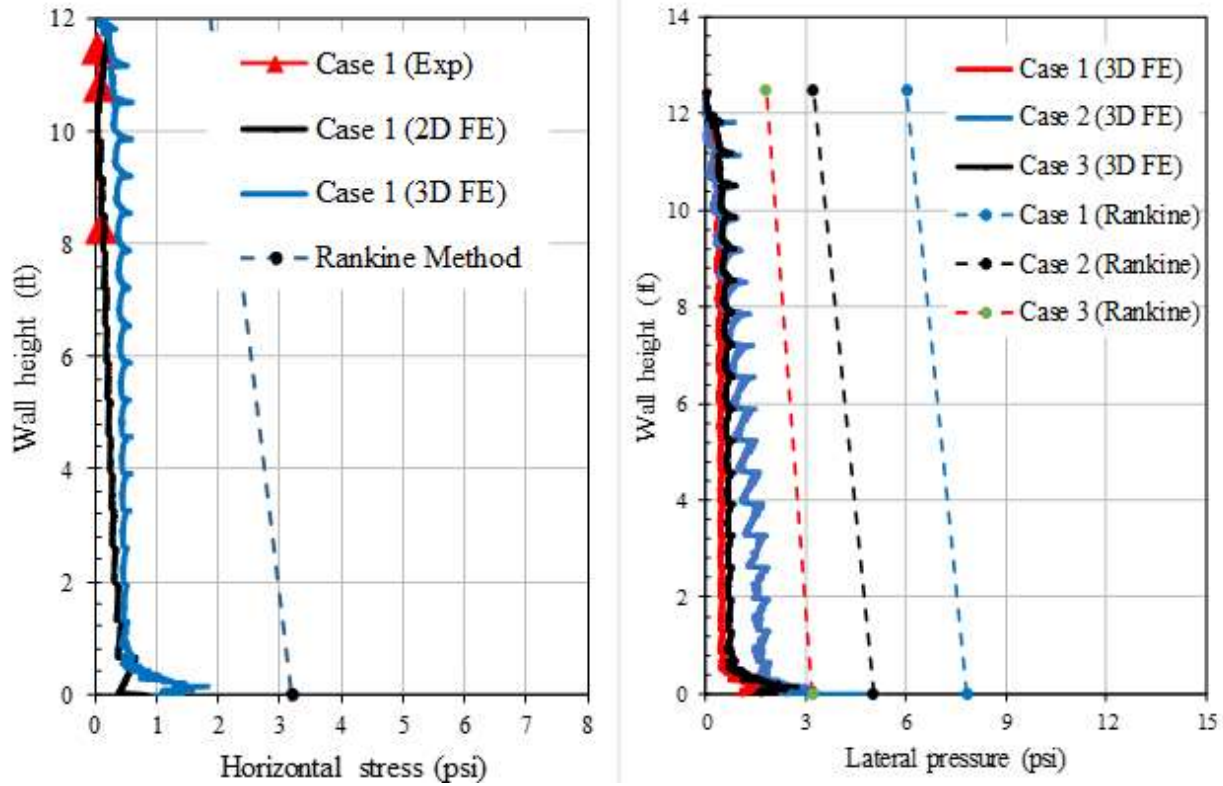 12
10
8
6
4
2
0
Wall height (ft)
Case 1 (Exp)
Case 1 (2D FE)
Case 1 (3D FE)
Rankine Method
0 1 2 3 4 5 6 7 8
Horizontal stress (psi)
14
12
10
8
6
4
2
0
Wall height (ft)
Case 1 (3D FE)
Case 2 (3D FE)
Case 3 (3D FE)
Case 1 (Rankine)
Case 2 (Rankine)
Case 3 (Rankine)
0 3 6 9 12 15
Lateral pressure (psi)